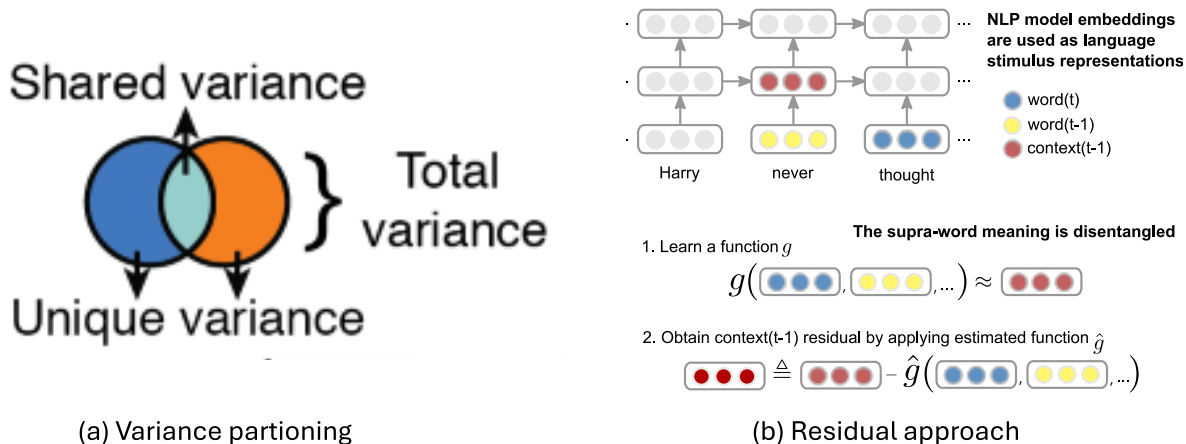 Shared variance
}
Total
variance
Unique variance
(a) Variance partioning
... 
NLP model embeddings
are used as language
stimulus representations
...
...
word(t)
word(t-1)
context(t-1)
Harry
never
thought
The supra-word meaning is disentangled
1. Learn a function g
g( , , ...) ≈
2. Obtain context(t-1) residual by applying estimated function ĝ
≜ – ĝ( , , ...)
(b) Residual approach